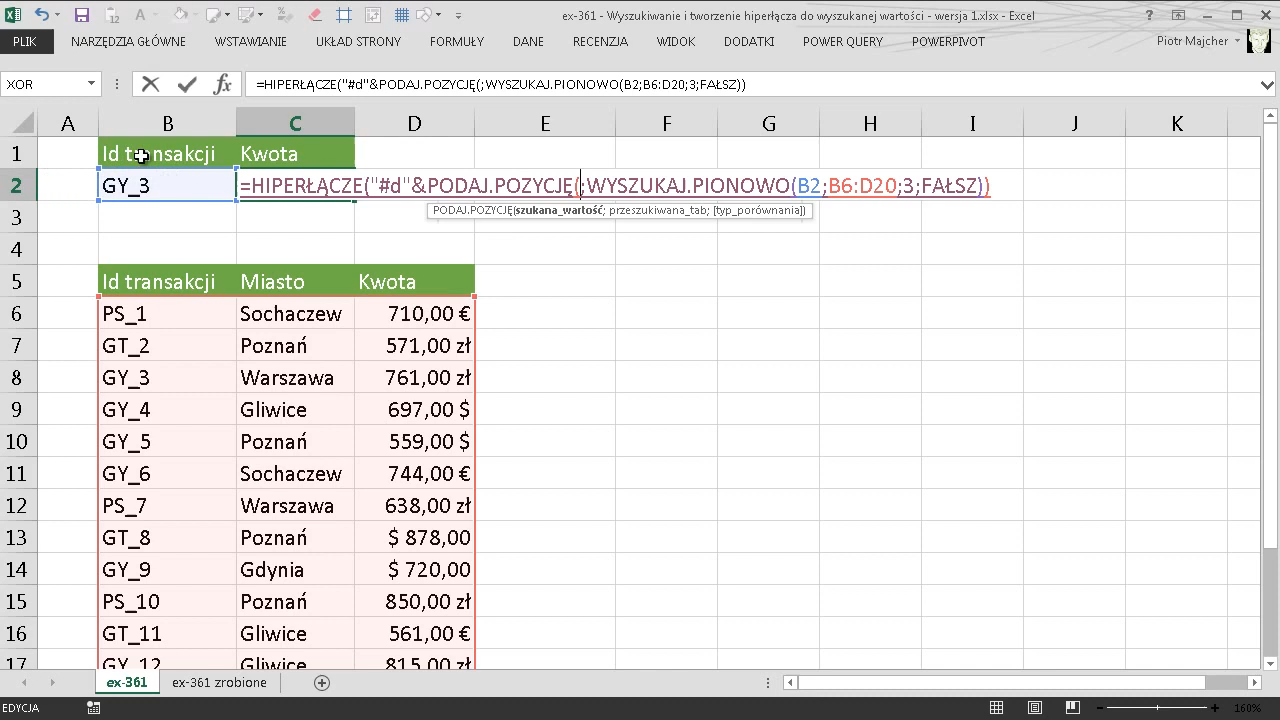 ex-361 - Wyszukiwanie i tworzenie hiperłącza do wyszukanej wartości - wersja 1.xlsx - Excel
PLIK NARZĘDZIA GŁÓWNE WSTAWIANIE UKŁAD STRONY FORMUŁY DANE RECENZJA WIDOK DODATKI POWER QUERY POWERPIVOT Piotr Majcher
XOR fx =HIPERŁĄCZE("#d"&PODAJ.POZYCJĘ(;WYSZUKAJ.PIONOWO(B2;B6:D20;3;FAŁSZ))
A B C D E F G H I J K
1 Id transakcji Kwota
2 GY_3 =HIPERŁĄCZE("#d"&PODAJ.POZYCJĘ(;WYSZUKAJ.PIONOWO(B2;B6:D20;3;FAŁSZ))
3 PODAJ.POZYCJĘ(szukana_wartość; przeszukiwana_tab; [typ_porównania])
4
5 Id transakcji Miasto Kwota
6 PS_1 Sochaczew 710,00 €
7 GT_2 Poznań 571,00 zł
8 GY_3 Warszawa 761,00 zł
9 GY_4 Gliwice 697,00 $
10 GY_5 Poznań 559,00 $
11 GY_6 Sochaczew 744,00 €
12 PS_7 Warszawa 638,00 zł
13 GT_8 Poznań $ 878,00
14 GY_9 Gdynia $ 720,00
15 PS_10 Poznań 850,00 zł
16 GT_11 Gliwice 561,00 €
17 GY_12 Gliwice 815,00 zł
ex-361 ex-361 zrobione
EDYCJA 160%